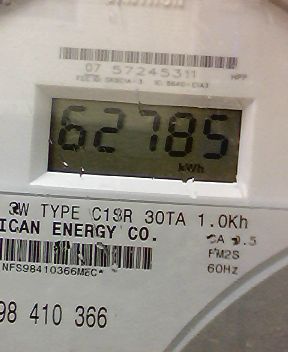 07 57245311 HPP
62785
kWh
3W TYPE C1SR 30TA 1.0Kh
ICAN ENERGY CO.
CA 0.5
FM2S
NFS98410366MEC*
60Hz
98 410 366